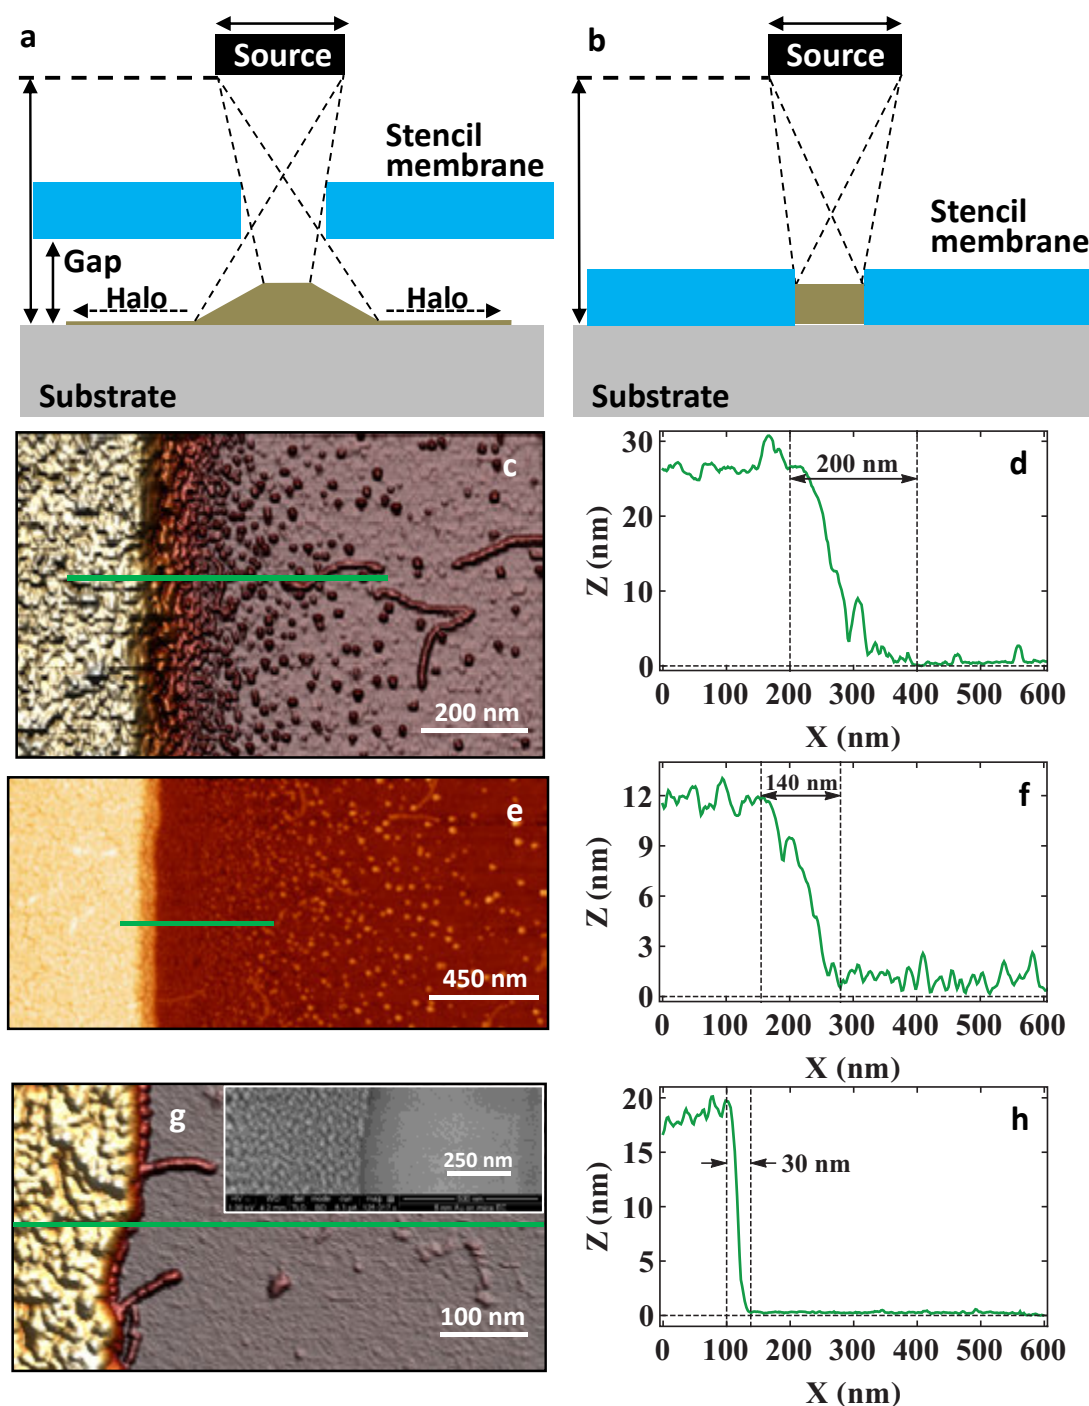 a
Source
Stencil
membrane
Gap
Halo
Halo
Substrate
b
Source
Stencil
membrane
Substrate
c
200 nm
d
200 nm
Z (nm)
30
20
10
0
0 100 200 300 400 500 600
X (nm)
e
450 nm
f
140 nm
Z (nm)
12
9
6
3
0
0 100 200 300 400 500 600
X (nm)
g
250 nm
100 nm
h
30 nm
Z (nm)
20
15
10
5
0
0 100 200 300 400 500 600
X (nm)